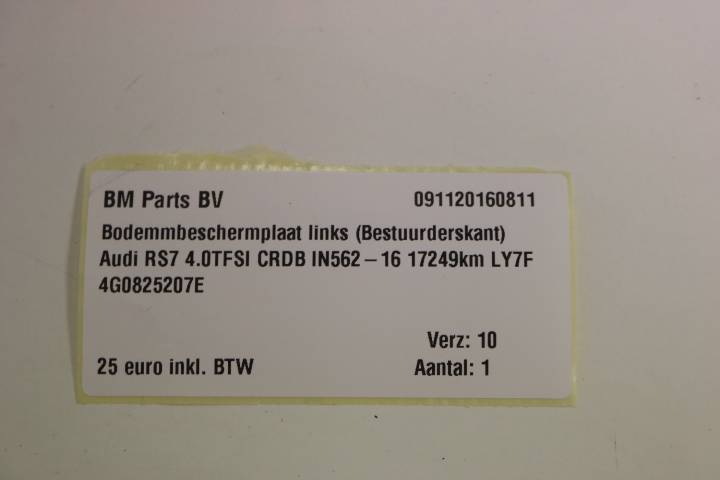 BM Parts BV 091120160811
Bodemmbeschermplaat links (Bestuurderskant)
Audi RS7 4.0TFSI CRDB IN562-16 17249km LY7F
4G0825207E
Verz: 10
25 euro inkl. BTW Aantal: 1